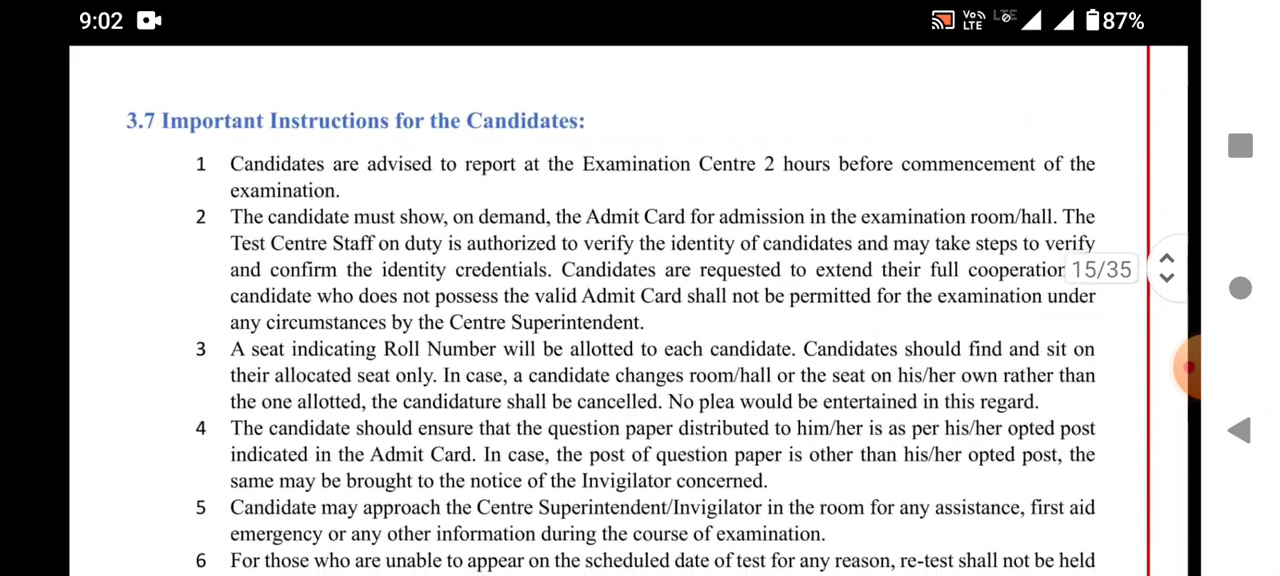 9:02 Vo LTE LTE 87%
3.7 Important Instructions for the Candidates:
1 Candidates are advised to report at the Examination Centre 2 hours before commencement of the
examination.
2 The candidate must show, on demand, the Admit Card for admission in the examination room/hall. The
Test Centre Staff on duty is authorized to verify the identity of candidates and may take steps to verify
and confirm the identity credentials. Candidates are requested to extend their full cooperation 15/35
candidate who does not possess the valid Admit Card shall not be permitted for the examination under
any circumstances by the Centre Superintendent.
3 A seat indicating Roll Number will be allotted to each candidate. Candidates should find and sit on
their allocated seat only. In case, a candidate changes room/hall or the seat on his/her own rather than
the one allotted, the candidature shall be cancelled. No plea would be entertained in this regard.
4 The candidate should ensure that the question paper distributed to him/her is as per his/her opted post
indicated in the Admit Card. In case, the post of question paper is other than his/her opted post, the
same may be brought to the notice of the Invigilator concerned.
5 Candidate may approach the Centre Superintendent/Invigilator in the room for any assistance, first aid
emergency or any other information during the course of examination.
6 For those who are unable to appear on the scheduled date of test for any reason, re-test shall not be held